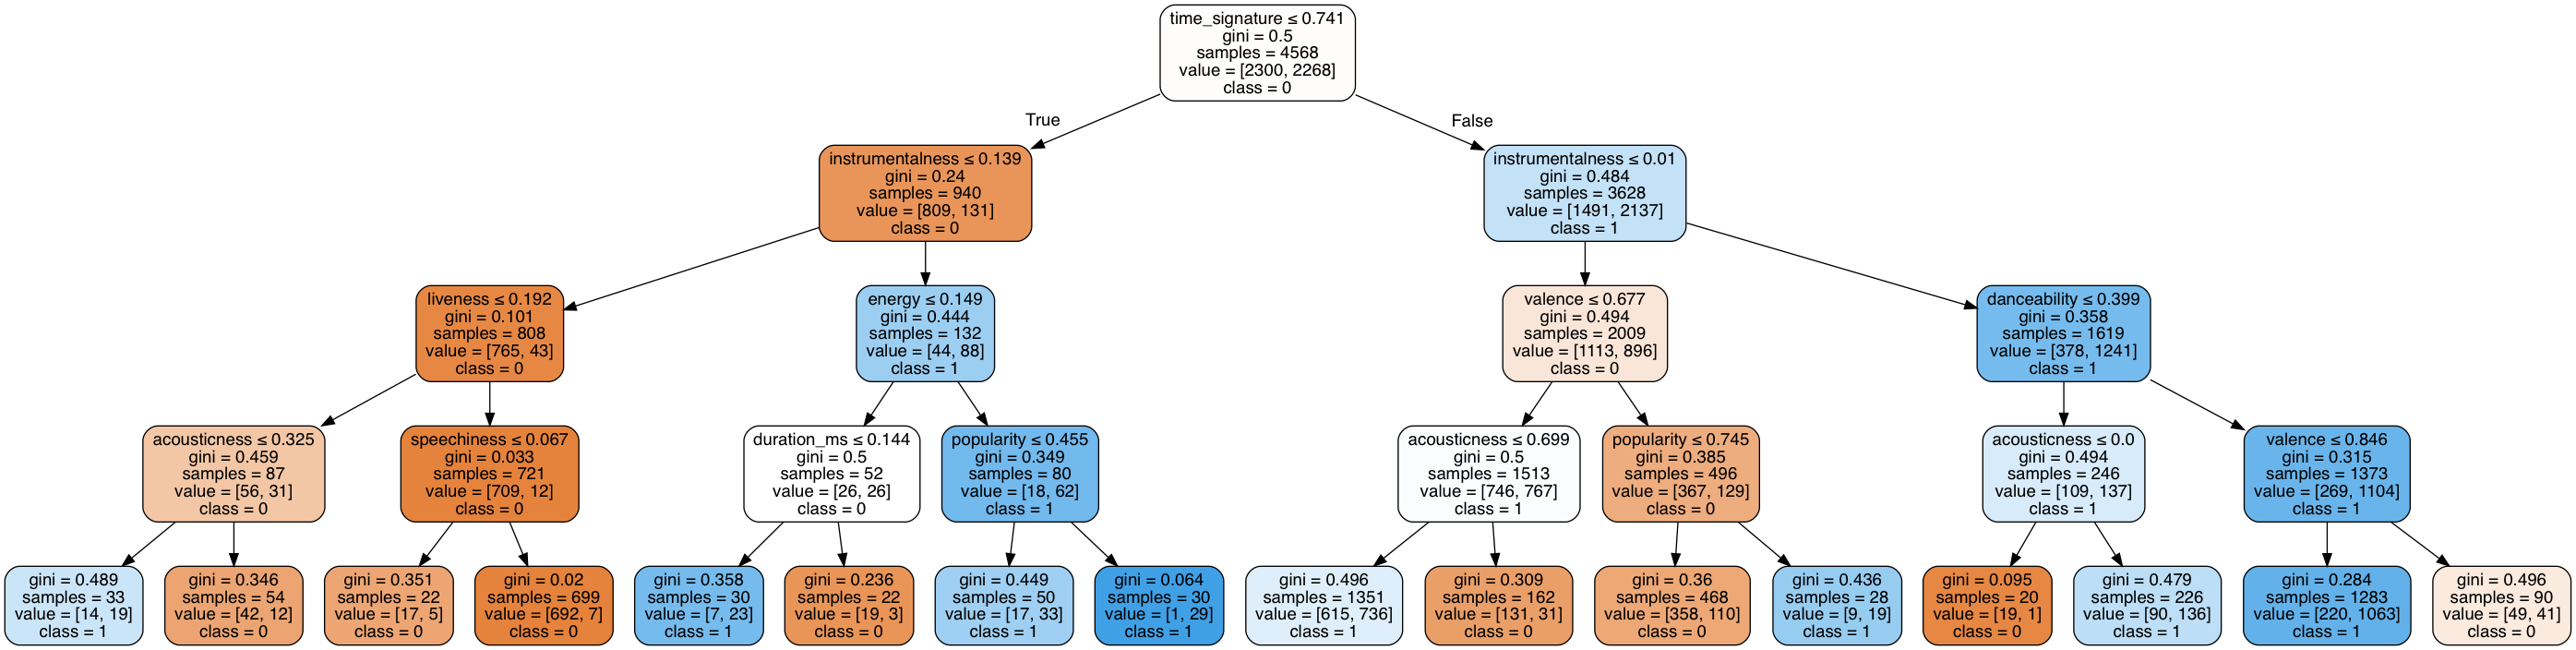 time_signature ≤ 0.741
gini = 0.5
samples = 4568
value = [2300, 2268]
class = 0
True
False
instrumentalness ≤ 0.139
gini = 0.24
samples = 940
value = [809, 131]
class = 0
instrumentalness ≤ 0.01
gini = 0.484
samples = 3628
value = [1491, 2137]
class = 1
liveness ≤ 0.192
gini = 0.101
samples = 808
value = [765, 43]
class = 0
energy ≤ 0.149
gini = 0.444
samples = 132
value = [44, 88]
class = 1
valence ≤ 0.677
gini = 0.494
samples = 2009
value = [1113, 896]
class = 0
danceability ≤ 0.399
gini = 0.358
samples = 1619
value = [378, 1241]
class = 1
acousticness ≤ 0.325
gini = 0.459
samples = 87
value = [56, 31]
class = 0
speechiness ≤ 0.067
gini = 0.033
samples = 721
value = [709, 12]
class = 0
duration_ms ≤ 0.144
gini = 0.5
samples = 52
value = [26, 26]
class = 0
popularity ≤ 0.455
gini = 0.349
samples = 80
value = [18, 62]
class = 1
acousticness ≤ 0.699
gini = 0.5
samples = 1513
value = [746, 767]
class = 1
popularity ≤ 0.745
gini = 0.385
samples = 496
value = [367, 129]
class = 0
acousticness ≤ 0.0
gini = 0.494
samples = 246
value = [109, 137]
class = 1
valence ≤ 0.846
gini = 0.315
samples = 1373
value = [269, 1104]
class = 1
gini = 0.489
samples = 33
value = [14, 19]
class = 1
gini = 0.346
samples = 54
value = [42, 12]
class = 0
gini = 0.351
samples = 22
value = [17, 5]
class = 0
gini = 0.02
samples = 699
value = [692, 7]
class = 0
gini = 0.358
samples = 30
value = [7, 23]
class = 1
gini = 0.236
samples = 22
value = [19, 3]
class = 0
gini = 0.449
samples = 50
value = [17, 33]
class = 1
gini = 0.064
samples = 30
value = [1, 29]
class = 1
gini = 0.496
samples = 1351
value = [615, 736]
class = 1
gini = 0.309
samples = 162
value = [131, 31]
class = 0
gini = 0.36
samples = 468
value = [358, 110]
class = 0
gini = 0.436
samples = 28
value = [9, 19]
class = 1
gini = 0.095
samples = 20
value = [19, 1]
class = 0
gini = 0.479
samples = 226
value = [90, 136]
class = 1
gini = 0.284
samples = 1283
value = [220, 1063]
class = 1
gini = 0.496
samples = 90
value = [49, 41]
class = 0